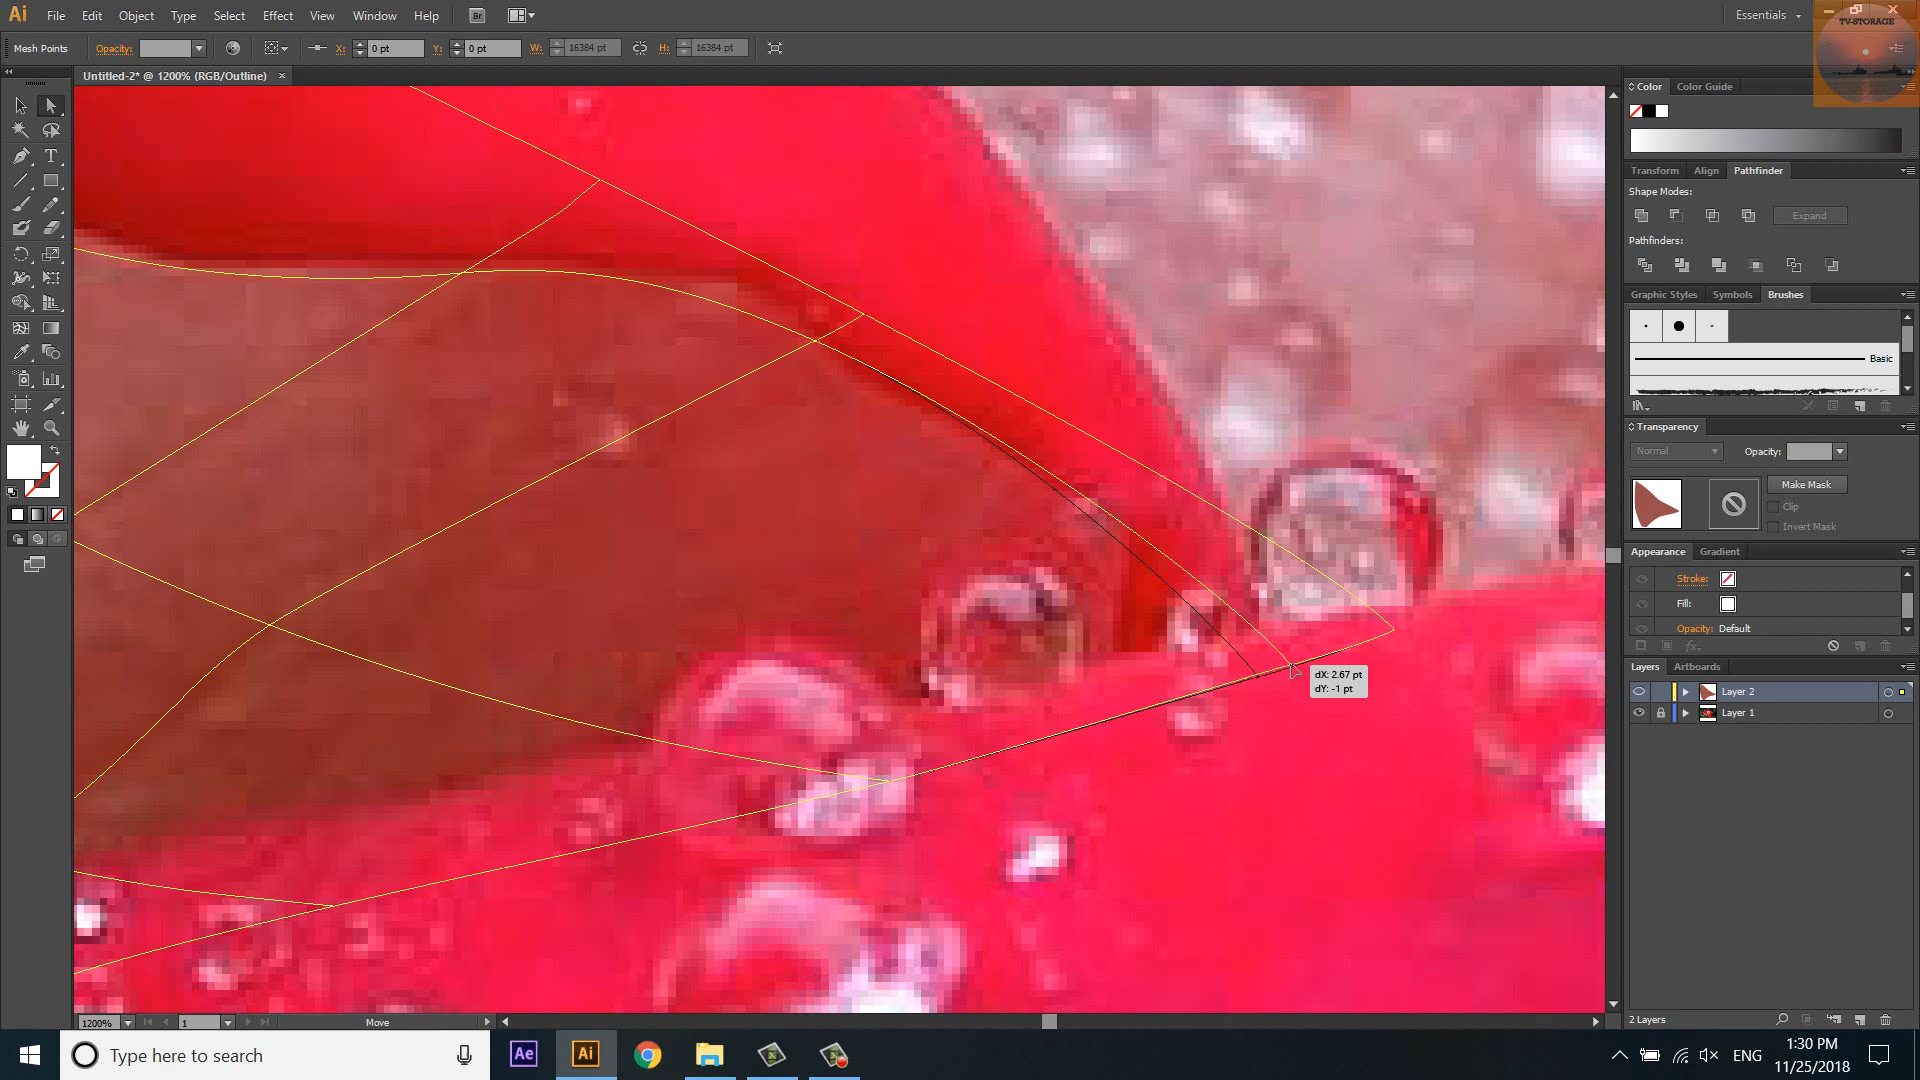 Ai File Edit Object Type Select Effect View Window Help Br Essentials
TV-STORAGE
Mesh Points Opacity: X: 0 pt Y: 0 pt W: 16384 pt H: 16384 pt
Untitled-2* @ 1200% (RGB/Outline) ×
Color Color Guide
Transform Align Pathfinder
Shape Modes:
Expand
Pathfinders:
Graphic Styles Symbols Brushes
Basic
Transparency
Normal Opacity:
Make Mask
Clip
Invert Mask
Appearance Gradient
Stroke:
Fill:
Opacity: Default
fx
Layers Artboards
Layer 2
Layer 1
dX: 2.67 pt
dY: -1 pt
2 Layers
1200% 1 Move
Type here to search Ae Ai ENG 1:30 PM
11/25/2018